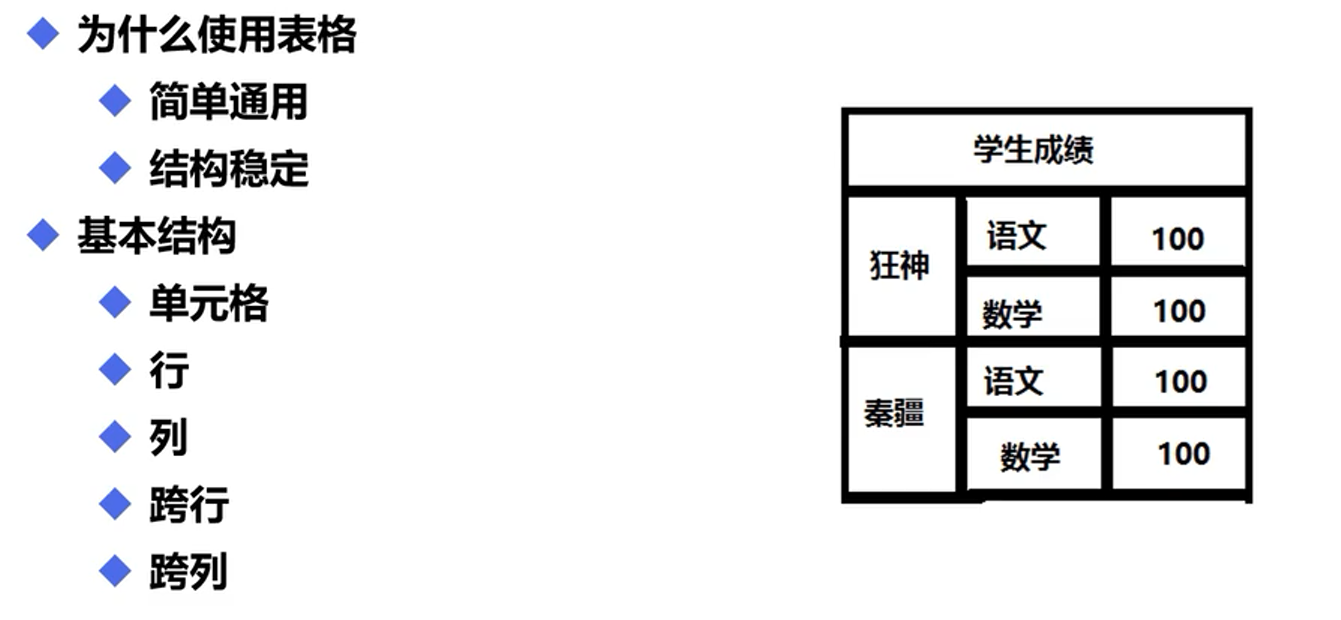 为什么使用表格
简单通用
结构稳定
基本结构
单元格
行
列
跨行
跨列
学生成绩
狂神
语文
100
数学
100
秦疆
语文
100
数学
100